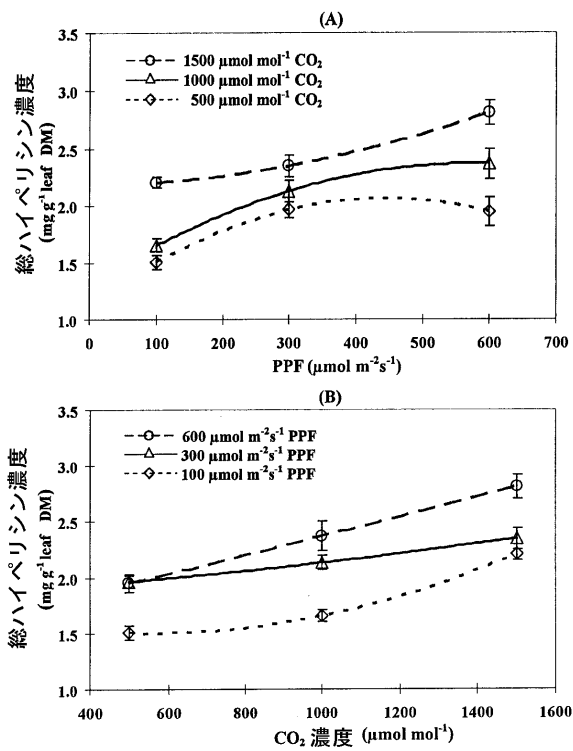 (A)
3.5
3.0
2.5
2.0
1.5
1.0
総ハイペリシン濃度
(mg g⁻¹ leaf DM)
1500 µmol mol⁻¹ CO₂
1000 µmol mol⁻¹ CO₂
500 µmol mol⁻¹ CO₂
0 100 200 300 400 500 600 700
PPF (µmol m⁻²s⁻¹)
(B)
3.5
3.0
2.5
2.0
1.5
1.0
総ハイペリシン濃度
(mg g⁻¹ leaf DM)
600 µmol m⁻²s⁻¹ PPF
300 µmol m⁻²s⁻¹ PPF
100 µmol m⁻²s⁻¹ PPF
400 600 800 1000 1200 1400 1600
CO₂ 濃度 (µmol mol⁻¹)